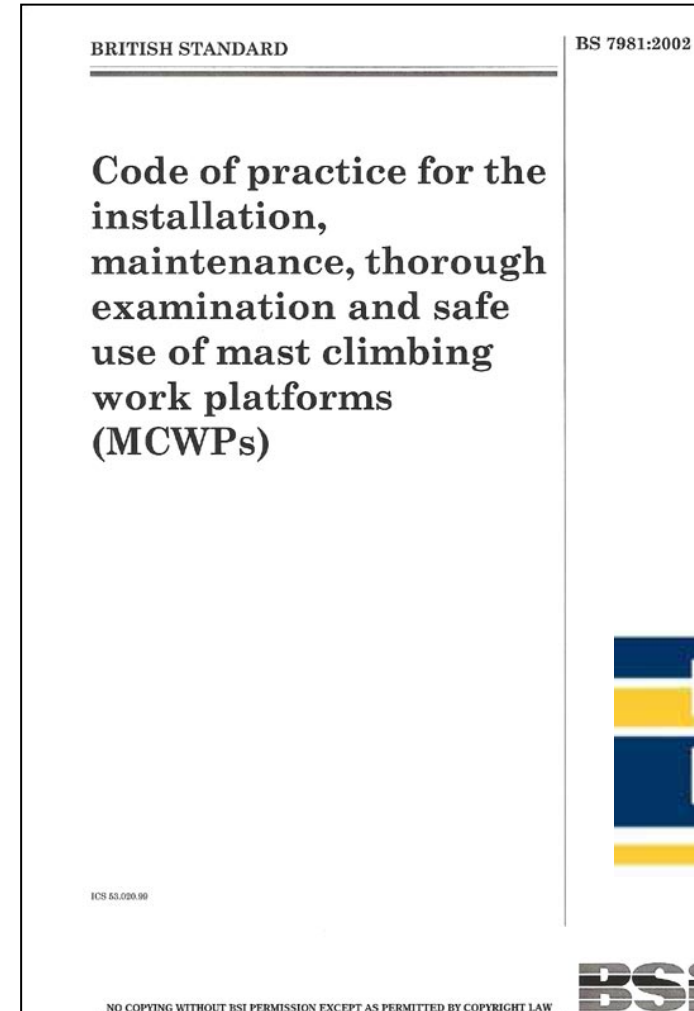 BRITISH STANDARD
BS 7981:2002
Code of practice for the
installation,
maintenance, thorough
examination and safe
use of mast climbing
work platforms
(MCWPs)
ICS 53.020.99
NO COPYING WITHOUT BSI PERMISSION EXCEPT AS PERMITTED BY COPYRIGHT LAW